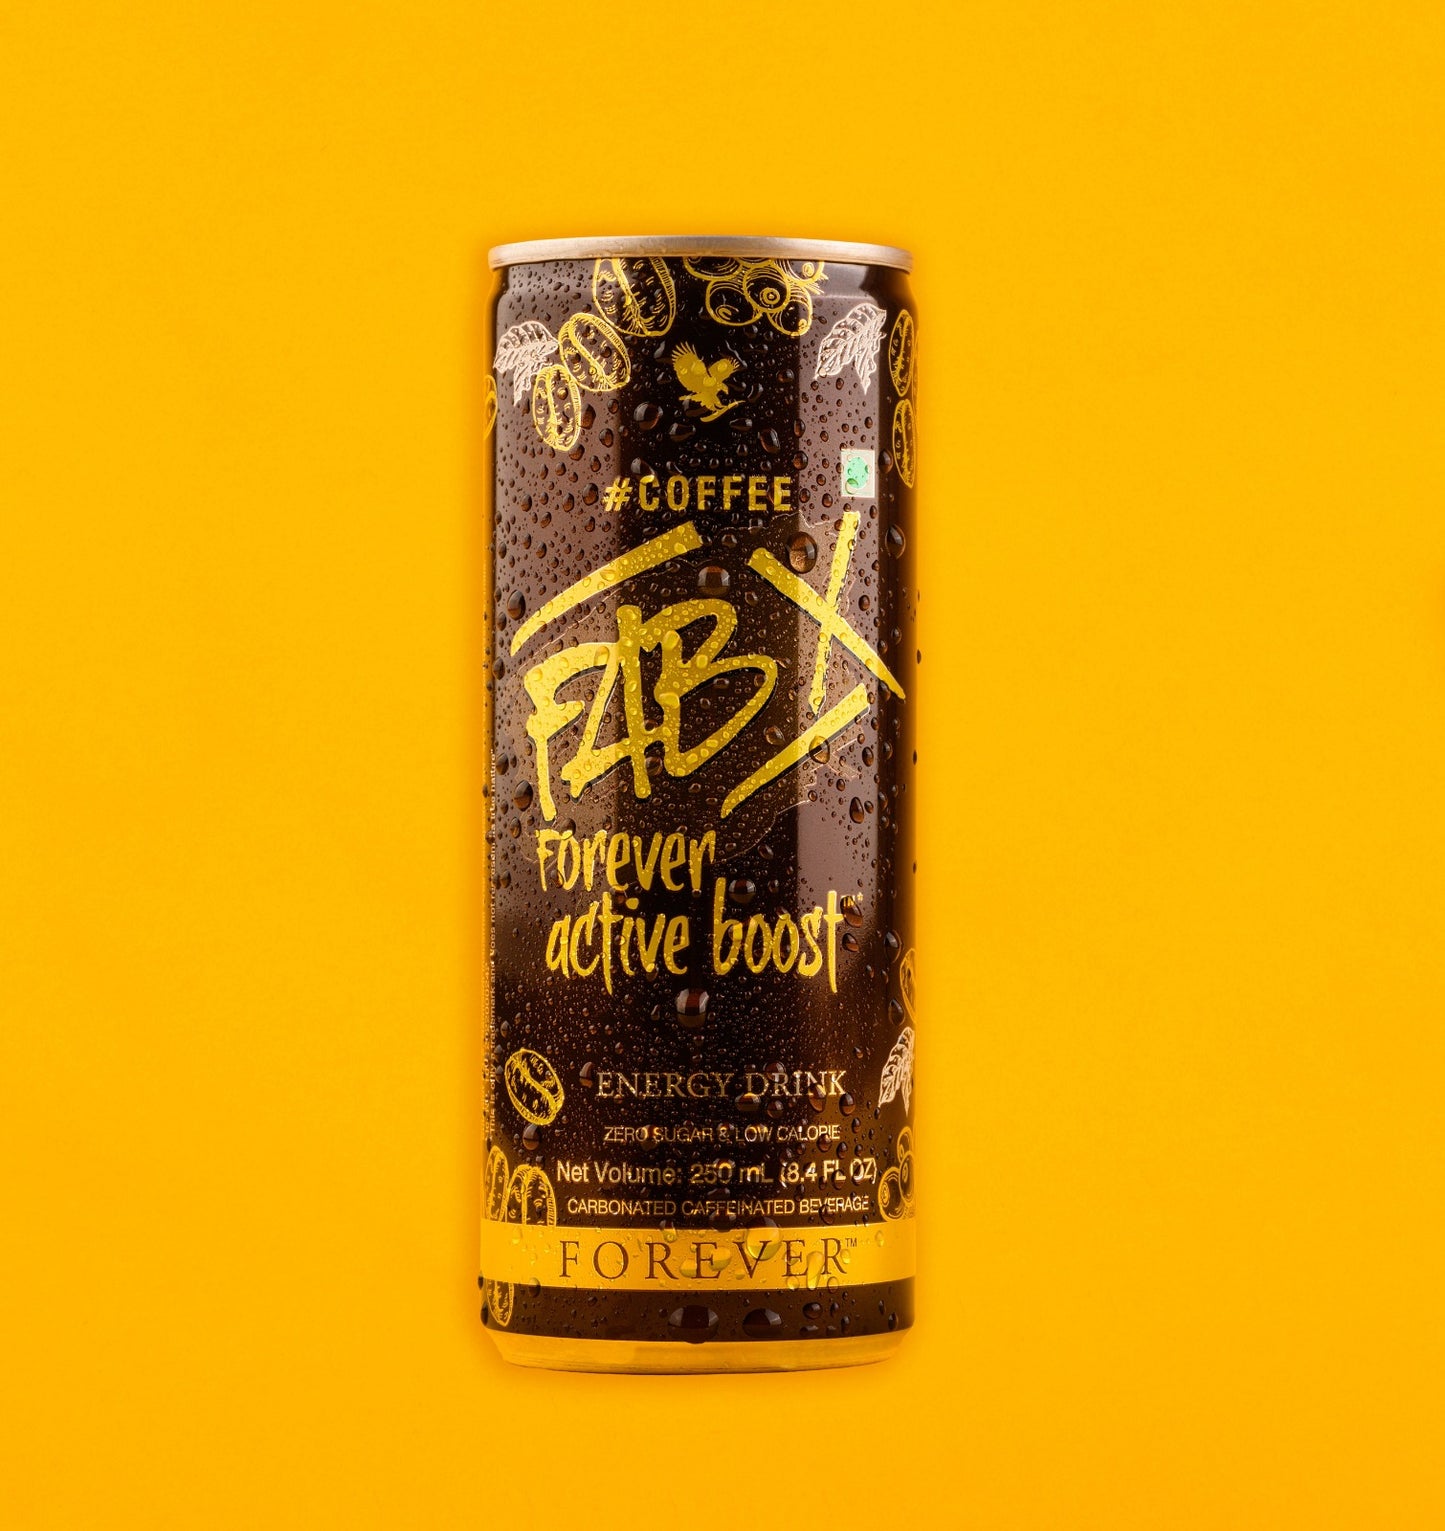 #COFFEE
FAB X
Forever
active boost™*
ENERGY DRINK
ZERO SUGAR & LOW CALORIE
Net Volume: 250 mL (8.4 FL OZ)
CARBONATED CAFFEINATED BEVERAGE
FOREVER™